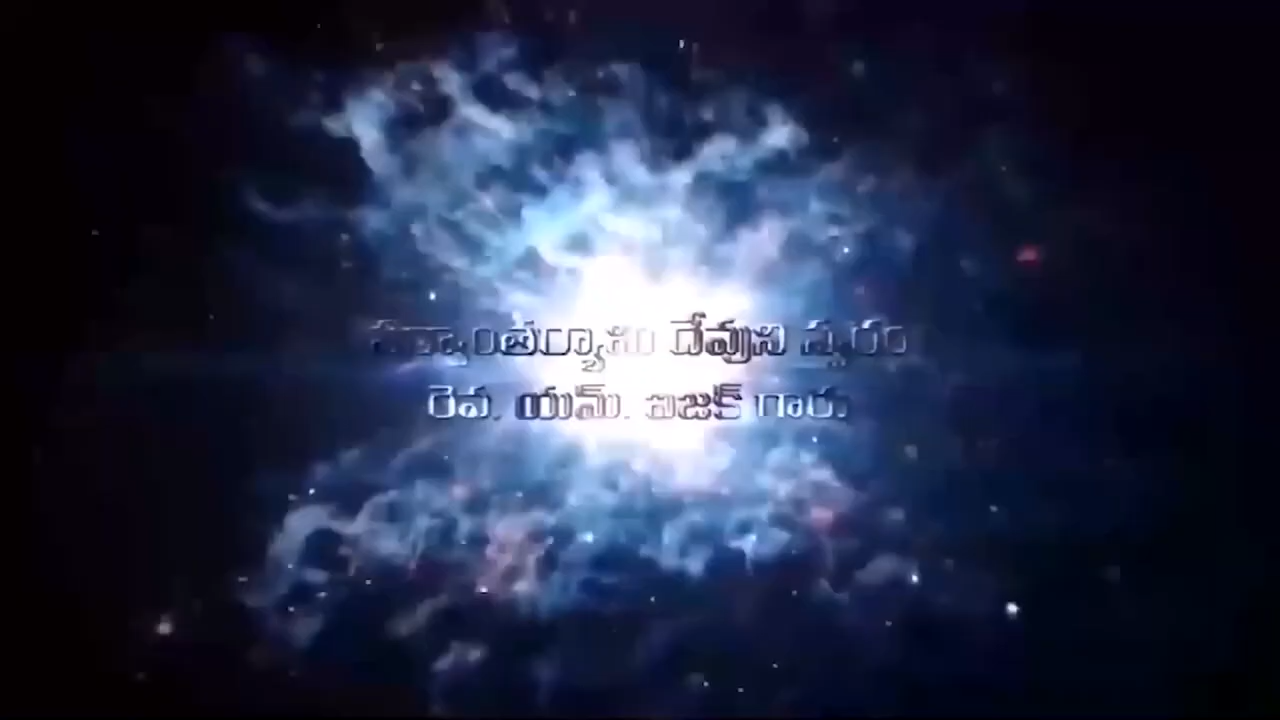 సర్వాంతర్యామి దేవుని స్వరం
రెవ. యమ్. ఐజక్ గారు